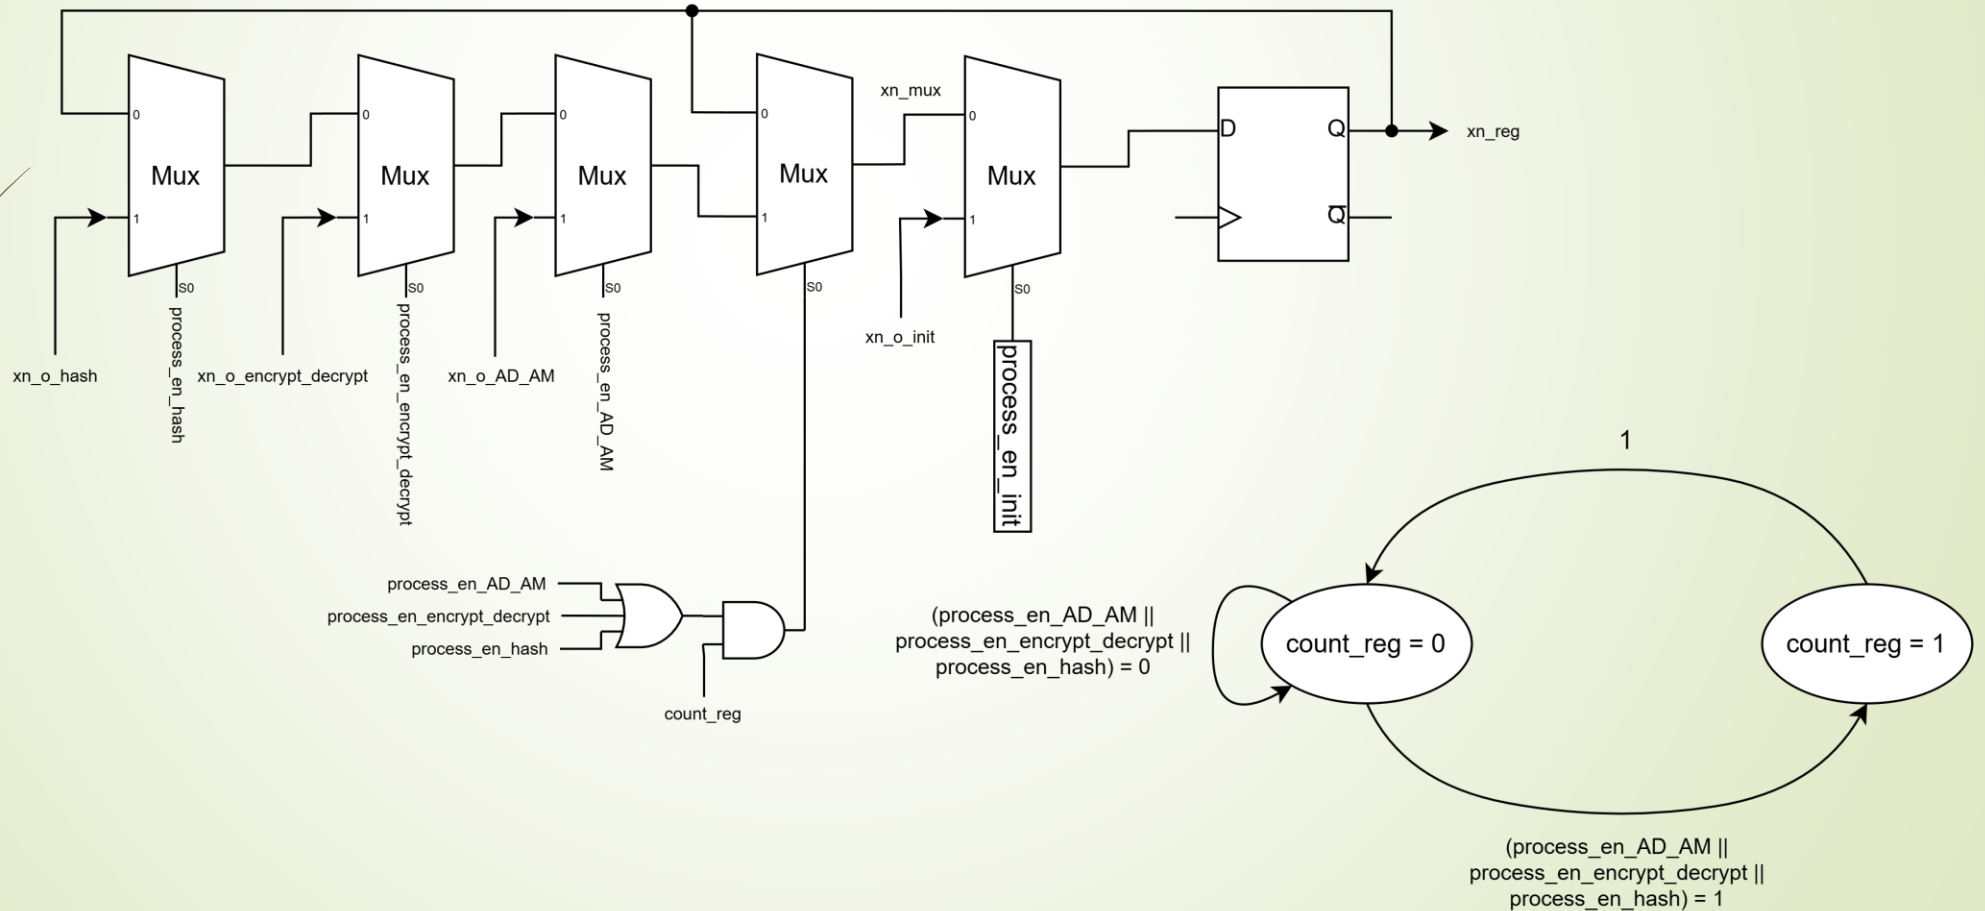 0
Mux
1
S0
xn_o_hash
process_en_hash
0
Mux
1
S0
xn_o_encrypt_decrypt
process_en_encrypt_decrypt
0
Mux
1
S0
xn_o_AD_AM
process_en_AD_AM
0
Mux
1
S0
xn_mux
0
Mux
1
S0
xn_o_init
process_en_init
D
Q
Q̅
xn_reg
process_en_AD_AM
process_en_encrypt_decrypt
process_en_hash
count_reg
1
(process_en_AD_AM ||
process_en_encrypt_decrypt ||
process_en_hash) = 0
count_reg = 0
count_reg = 1
(process_en_AD_AM ||
process_en_encrypt_decrypt ||
process_en_hash) = 1